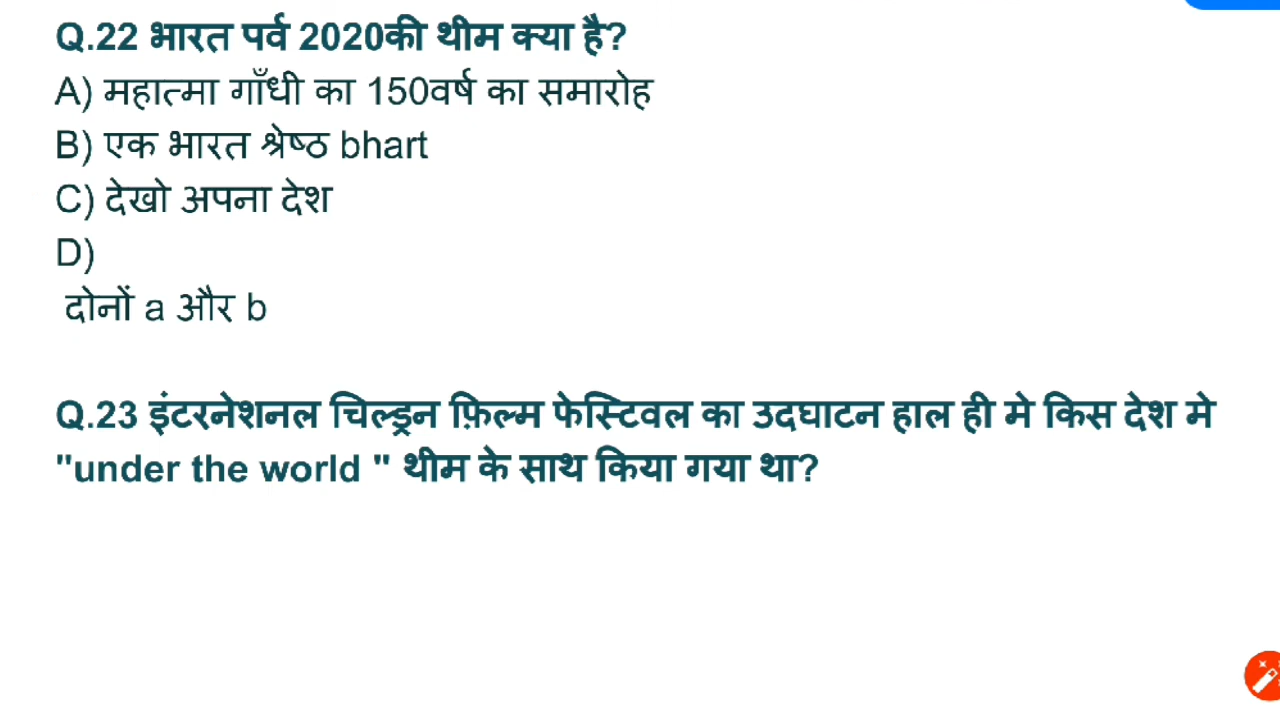 Q.22 भारत पर्व 2020की थीम क्या है?
A) महात्मा गाँधी का 150वर्ष का समारोह
B) एक भारत श्रेष्ठ bhart
C) देखो अपना देश
D)
दोनों a और b
Q.23 इंटरनेशनल चिल्ड्रन फ़िल्म फेस्टिवल का उदघाटन हाल ही मे किस देश मे
"under the world " थीम के साथ किया गया था?